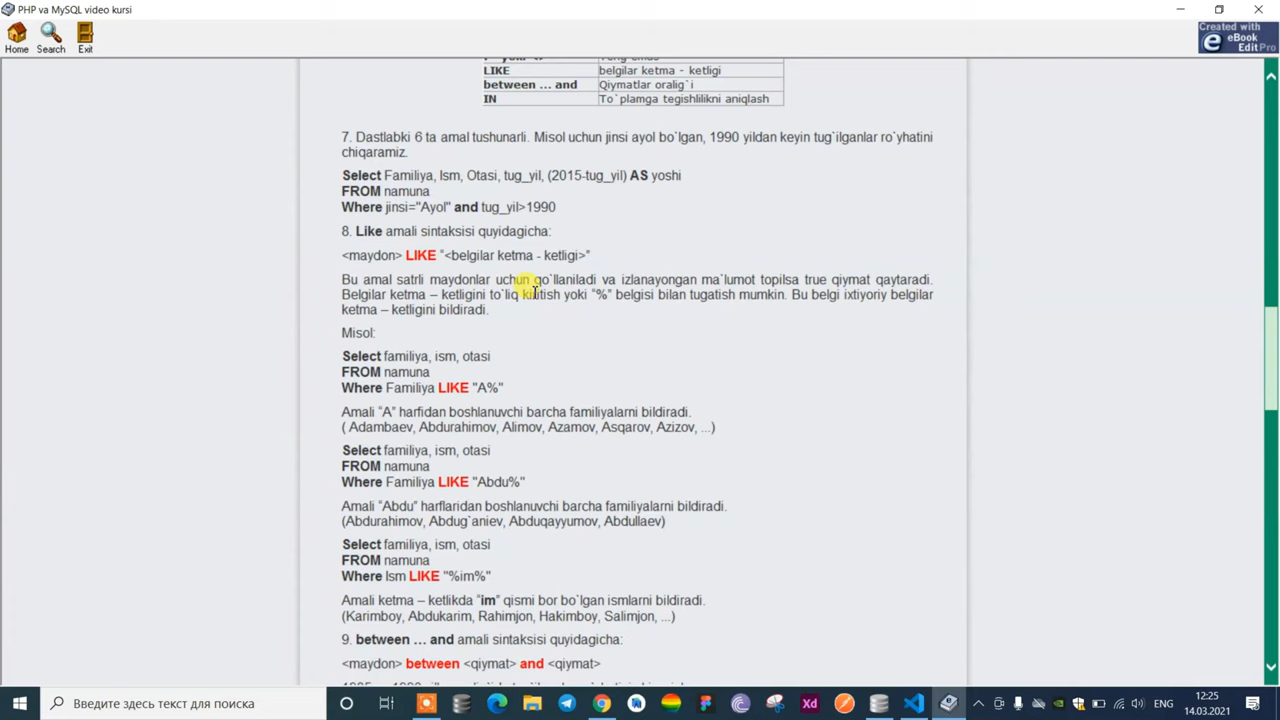 PHP va MySQL video kursi
Home Search Exit
Created with
eBook
EditPro
LIKE belgilar ketma - ketligi
between ... and Qiymatlar oralig`i
IN To`plamga tegishlilikni aniqlash
7. Dastlabki 6 ta amal tushunarli. Misol uchun jinsi ayol bo`lgan, 1990 yildan keyin tug`ilganlar ro`yhatini
chiqaramiz.
Select Familiya, Ism, Otasi, tug_yil, (2015-tug_yil) AS yoshi
FROM namuna
Where jinsi="Ayol" and tug_yil>1990
8. Like amali sintaksisi quyidagicha:
<maydon> LIKE "<belgilar ketma - ketligi>"
Bu amal satrli maydonlar uchun qo`llaniladi va izlanayongan ma`lumot topilsa true qiymat qaytaradi.
Belgilar ketma – ketligini to`liq kiritish yoki "%" belgisi bilan tugatish mumkin. Bu belgi ixtiyoriy belgilar
ketma – ketligini bildiradi.
Misol:
Select familiya, ism, otasi
FROM namuna
Where Familiya LIKE "A%"
Amali "A" harfidan boshlanuvchi barcha familiyalarni bildiradi.
( Adambaev, Abdurahimov, Alimov, Azamov, Asqarov, Azizov, ...)
Select familiya, ism, otasi
FROM namuna
Where Familiya LIKE "Abdu%"
Amali "Abdu" harflaridan boshlanuvchi barcha familiyalarni bildiradi.
(Abdurahimov, Abdug`aniev, Abduqayyumov, Abdullaev)
Select familiya, ism, otasi
FROM namuna
Where Ism LIKE "%im%"
Amali ketma – ketlikda "im" qismi bor bo`lgan ismlarni bildiradi.
(Karimboy, Abdukarim, Rahimjon, Hakimboy, Salimjon, ...)
9. between ... and amali sintaksisi quyidagicha:
<maydon> between <qiymat> and <qiymat>
Введите здесь текст для поиска
Xd
ENG
12:25
14.03.2021